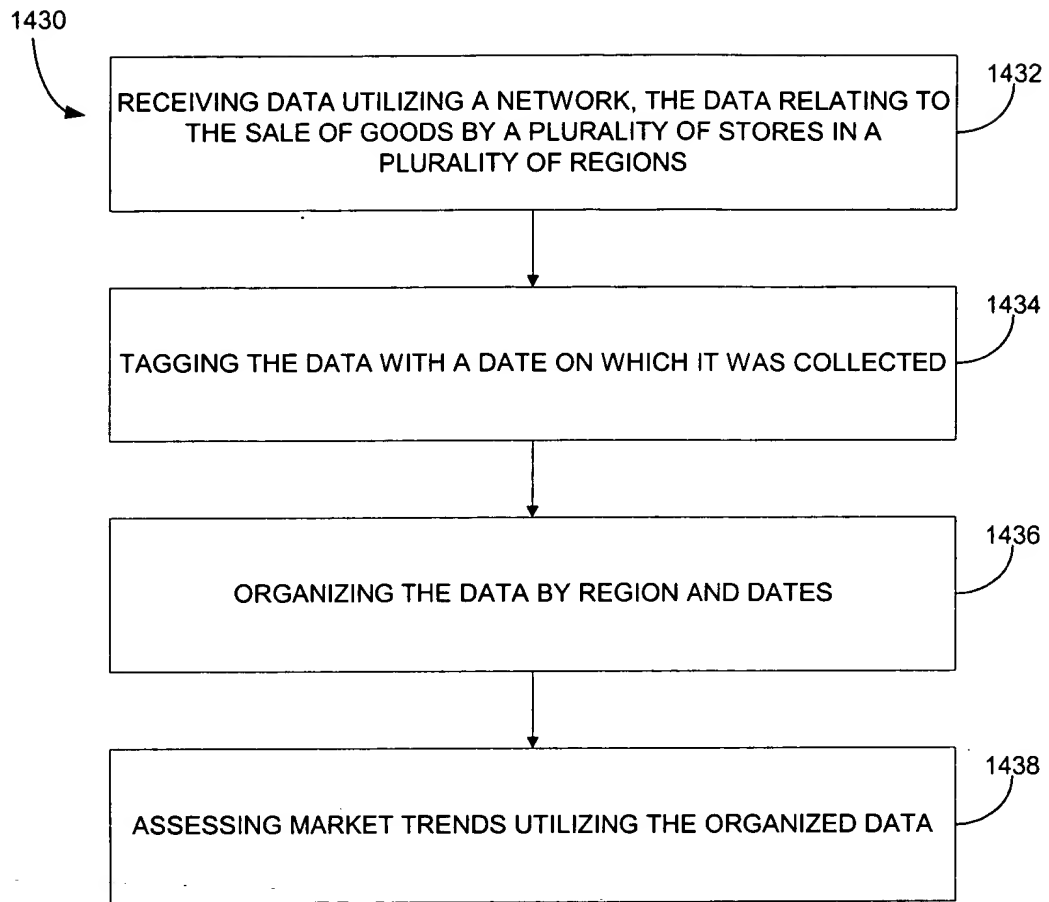 1430
1432
RECEIVING DATA UTILIZING A NETWORK, THE DATA RELATING TO
THE SALE OF GOODS BY A PLURALITY OF STORES IN A
PLURALITY OF REGIONS
1434
TAGGING THE DATA WITH A DATE ON WHICH IT WAS COLLECTED
1436
ORGANIZING THE DATA BY REGION AND DATES
1438
ASSESSING MARKET TRENDS UTILIZING THE ORGANIZED DATA